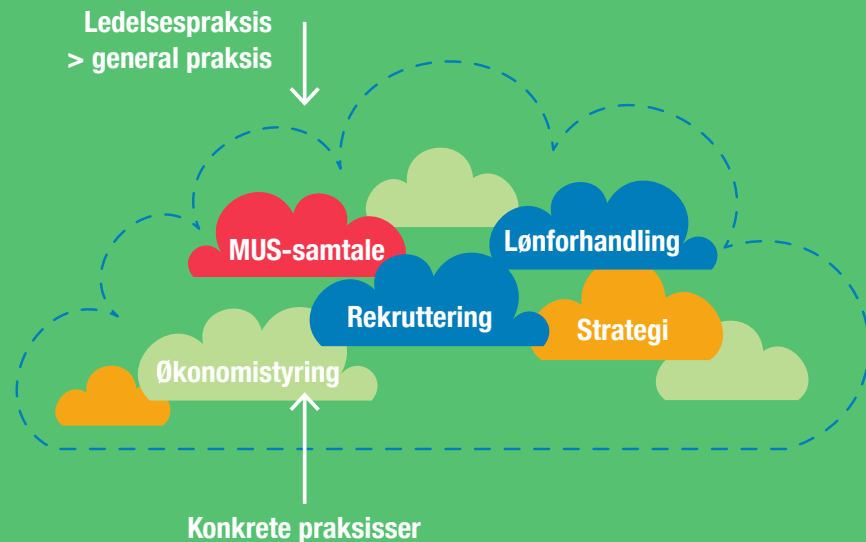 Ledelsespraksis
> general praksis
MUS-samtale
Lønforhandling
Rekruttering
Strategi
Økonomistyring
Konkrete praksisser